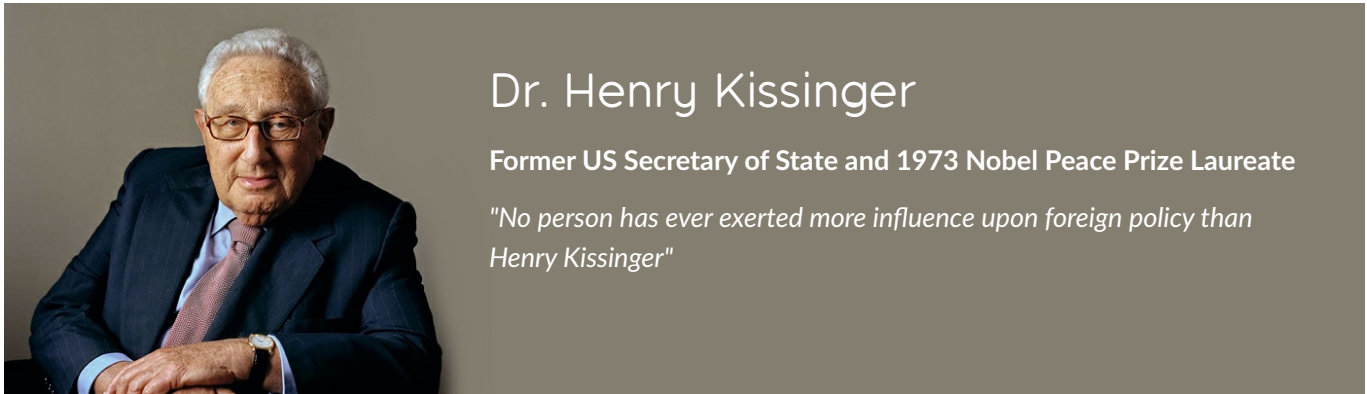 Dr. Henry Kissinger
Former US Secretary of State and 1973 Nobel Peace Prize Laureate
"No person has ever exerted more influence upon foreign policy than
Henry Kissinger"